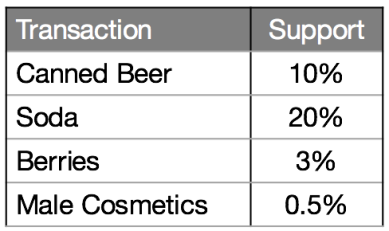 Transaction Support
Canned Beer 10%
Soda 20%
Berries 3%
Male Cosmetics 0.5%